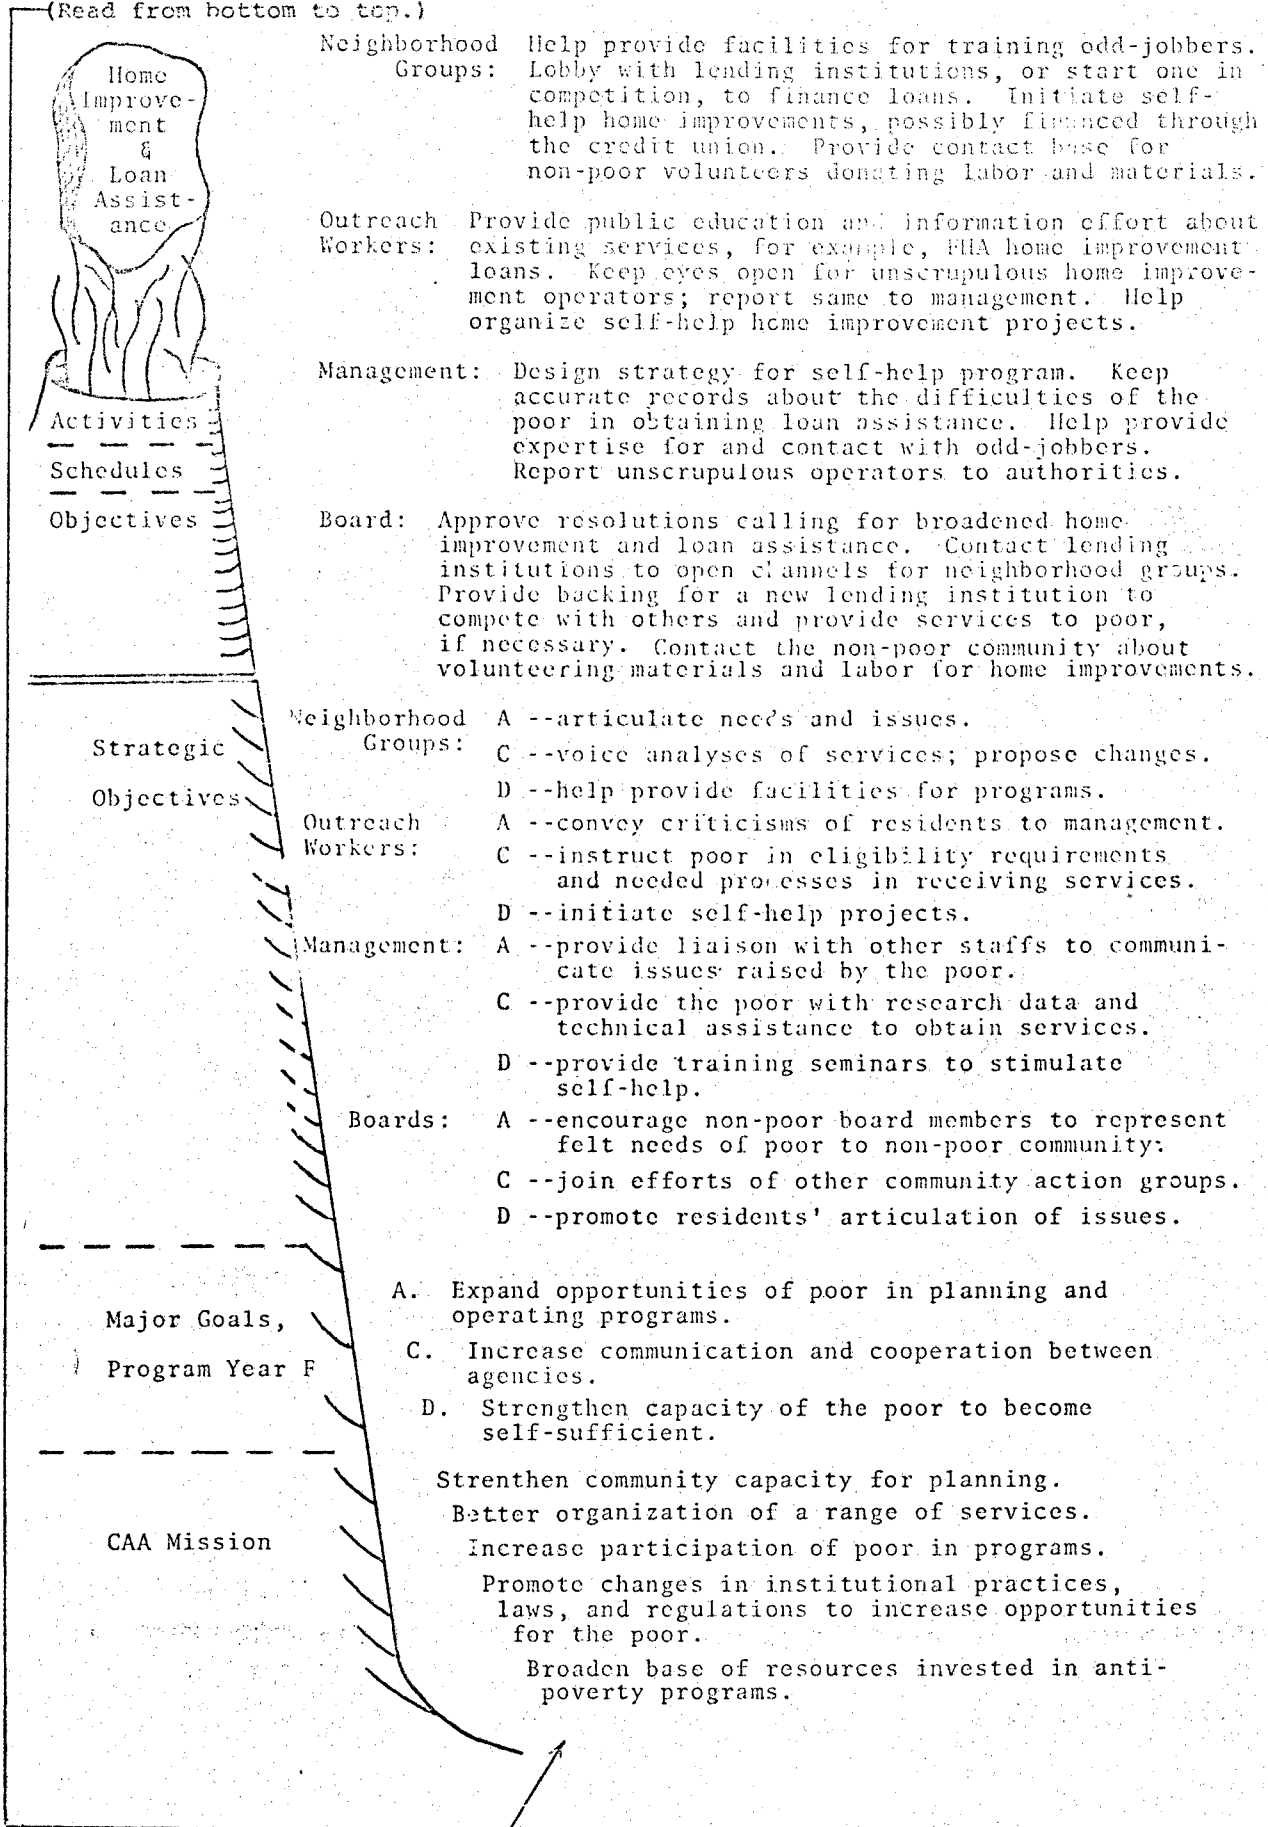 (Read from bottom to top.)
Home
Improve-
ment
&
Loan
Assist-
ance
Neighborhood Groups: Help provide facilities for training odd-jobbers.
Lobby with lending institutions, or start one in
competition, to finance loans. Initiate self-
help home improvements, possibly financed through
the credit union. Provide contact base for
non-poor volunteers donating labor and materials.
Outreach Workers: Provide public education and information effort about
existing services, for example, FHA home improvement
loans. Keep eyes open for unscrupulous home improve-
ment operators; report same to management. Help
organize self-help home improvement projects.
Activities
Schedules
Objectives
Management: Design strategy for self-help program. Keep
accurate records about the difficulties of the
poor in obtaining loan assistance. Help provide
expertise for and contact with odd-jobbers.
Report unscrupulous operators to authorities.
Board: Approve resolutions calling for broadened home
improvement and loan assistance. Contact lending
institutions to open channels for neighborhood groups.
Provide backing for a new lending institution to
compete with others and provide services to poor,
if necessary. Contact the non-poor community about
volunteering materials and labor for home improvements.
Strategic
Objectives
Neighborhood Groups: A --articulate needs and issues.
C --voice analyses of services; propose changes.
D --help provide facilities for programs.
Outreach Workers: A --convey criticisms of residents to management.
C --instruct poor in eligibility requirements
and needed processes in receiving services.
D --initiate self-help projects.
Management: A --provide liaison with other staffs to communi-
cate issues raised by the poor.
C --provide the poor with research data and
technical assistance to obtain services.
D --provide training seminars to stimulate
self-help.
Boards: A --encourage non-poor board members to represent
felt needs of poor to non-poor community.
C --join efforts of other community action groups.
D --promote residents' articulation of issues.
Major Goals,
Program Year F
A. Expand opportunities of poor in planning and
operating programs.
C. Increase communication and cooperation between
agencies.
D. Strengthen capacity of the poor to become
self-sufficient.
CAA Mission
Strenthen community capacity for planning.
Better organization of a range of services.
Increase participation of poor in programs.
Promote changes in institutional practices,
laws, and regulations to increase opportunities
for the poor.
Broaden base of resources invested in anti-
poverty programs.